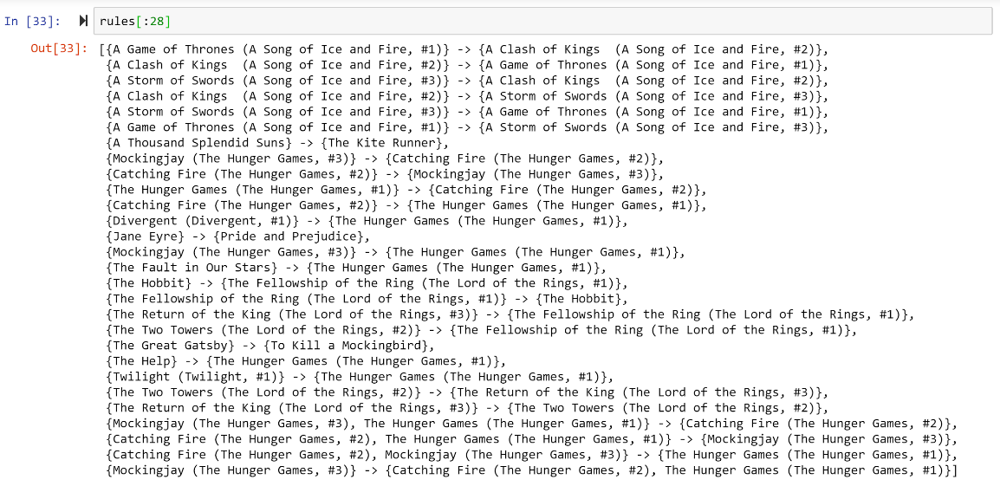 In [33]: rules[:28]
Out[33]: [{A Game of Thrones (A Song of Ice and Fire, #1)} -> {A Clash of Kings  (A Song of Ice and Fire, #2)},
{A Clash of Kings  (A Song of Ice and Fire, #2)} -> {A Game of Thrones (A Song of Ice and Fire, #1)},
{A Storm of Swords (A Song of Ice and Fire, #3)} -> {A Clash of Kings  (A Song of Ice and Fire, #2)},
{A Clash of Kings  (A Song of Ice and Fire, #2)} -> {A Storm of Swords (A Song of Ice and Fire, #3)},
{A Storm of Swords (A Song of Ice and Fire, #3)} -> {A Game of Thrones (A Song of Ice and Fire, #1)},
{A Game of Thrones (A Song of Ice and Fire, #1)} -> {A Storm of Swords (A Song of Ice and Fire, #3)},
{A Thousand Splendid Suns} -> {The Kite Runner},
{Mockingjay (The Hunger Games, #3)} -> {Catching Fire (The Hunger Games, #2)},
{Catching Fire (The Hunger Games, #2)} -> {Mockingjay (The Hunger Games, #3)},
{The Hunger Games (The Hunger Games, #1)} -> {Catching Fire (The Hunger Games, #2)},
{Catching Fire (The Hunger Games, #2)} -> {The Hunger Games (The Hunger Games, #1)},
{Divergent (Divergent, #1)} -> {The Hunger Games (The Hunger Games, #1)},
{Jane Eyre} -> {Pride and Prejudice},
{Mockingjay (The Hunger Games, #3)} -> {The Hunger Games (The Hunger Games, #1)},
{The Fault in Our Stars} -> {The Hunger Games (The Hunger Games, #1)},
{The Hobbit} -> {The Fellowship of the Ring (The Lord of the Rings, #1)},
{The Fellowship of the Ring (The Lord of the Rings, #1)} -> {The Hobbit},
{The Return of the King (The Lord of the Rings, #3)} -> {The Fellowship of the Ring (The Lord of the Rings, #1)},
{The Two Towers (The Lord of the Rings, #2)} -> {The Fellowship of the Ring (The Lord of the Rings, #1)},
{The Great Gatsby} -> {To Kill a Mockingbird},
{The Help} -> {The Hunger Games (The Hunger Games, #1)},
{Twilight (Twilight, #1)} -> {The Hunger Games (The Hunger Games, #1)},
{The Two Towers (The Lord of the Rings, #2)} -> {The Return of the King (The Lord of the Rings, #3)},
{The Return of the King (The Lord of the Rings, #3)} -> {The Two Towers (The Lord of the Rings, #2)},
{Mockingjay (The Hunger Games, #3), The Hunger Games (The Hunger Games, #1)} -> {Catching Fire (The Hunger Games, #2)},
{Catching Fire (The Hunger Games, #2), The Hunger Games (The Hunger Games, #1)} -> {Mockingjay (The Hunger Games, #3)},
{Catching Fire (The Hunger Games, #2), Mockingjay (The Hunger Games, #3)} -> {The Hunger Games (The Hunger Games, #1)},
{Mockingjay (The Hunger Games, #3)} -> {Catching Fire (The Hunger Games, #2), The Hunger Games (The Hunger Games, #1)}]